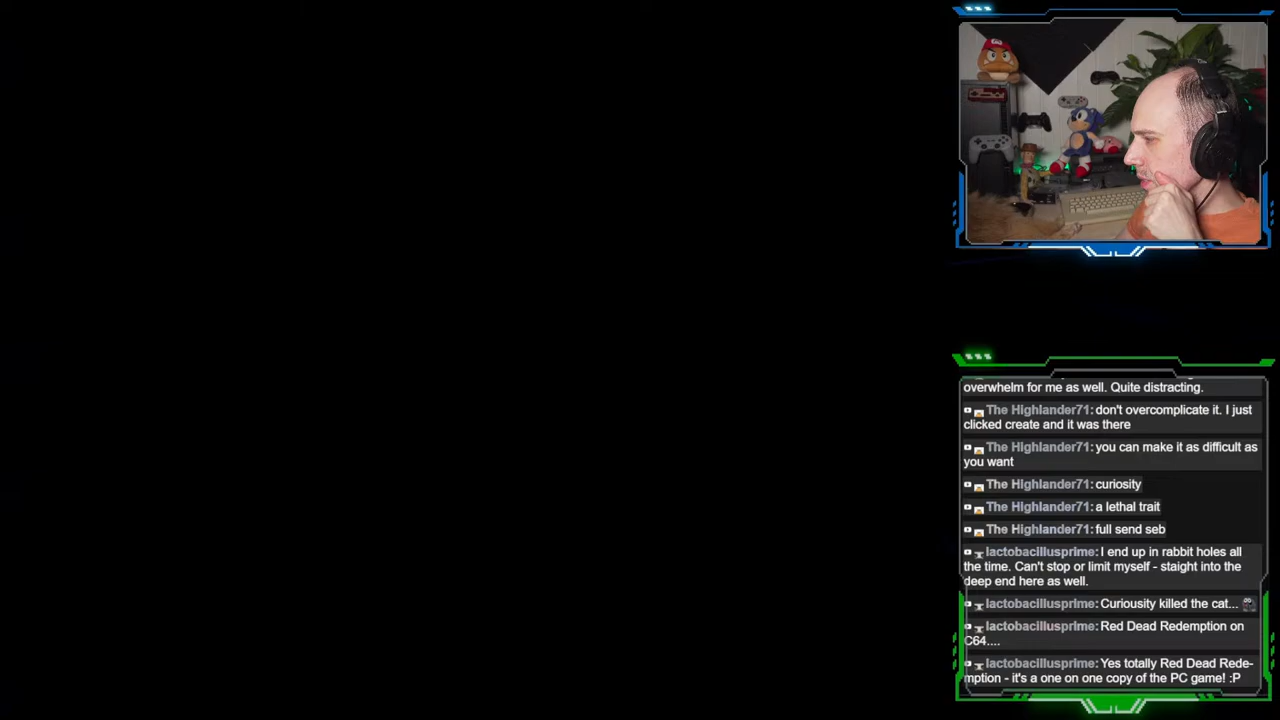 overwhelm for me as well. Quite distracting.
The Highlander71: don't overcomplicate it. I just
clicked create and it was there
The Highlander71: you can make it as difficult as
you want
The Highlander71: curiosity
The Highlander71: a lethal trait
The Highlander71: full send seb
lactobacillusprime: I end up in rabbit holes all
the time. Can't stop or limit myself - staight into the
deep end here as well.
lactobacillusprime: Curiousity killed the cat...
lactobacillusprime: Red Dead Redemption on
C64....
lactobacillusprime: Yes totally Red Dead Rede-
mption - it's a one on one copy of the PC game! :P